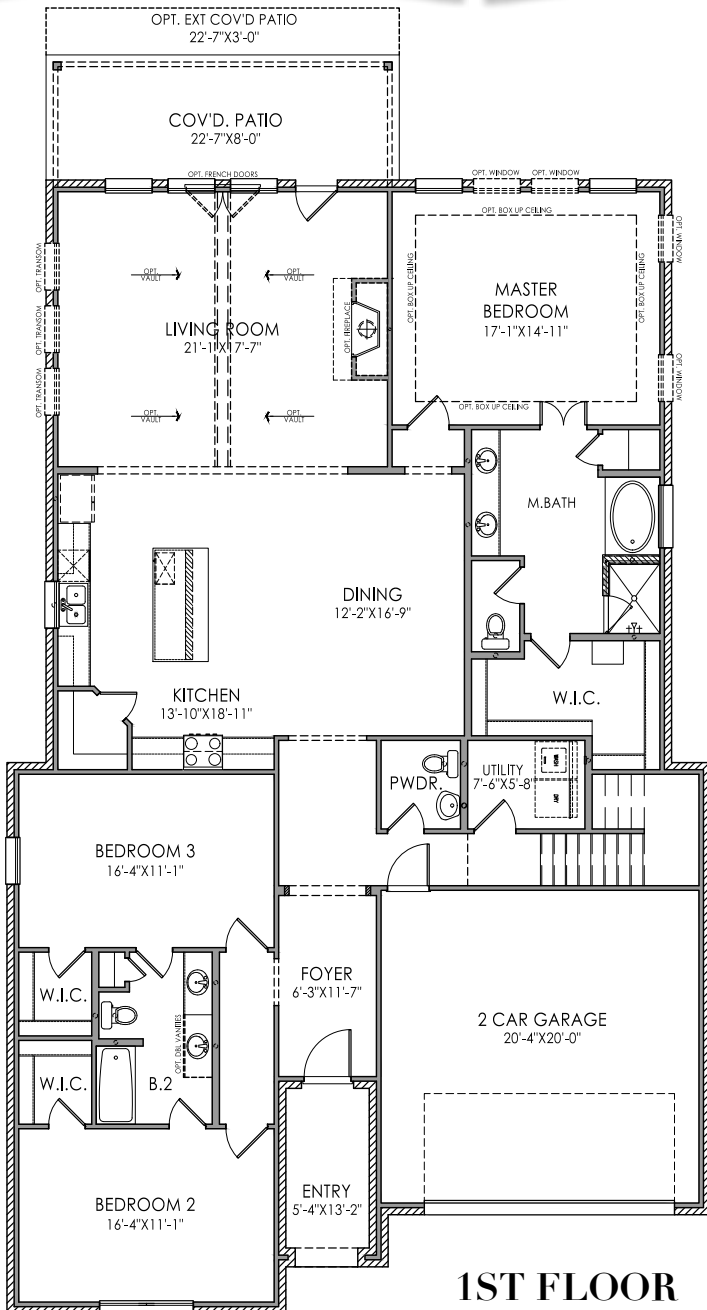 OPT. EXT COV'D PATIO
22'-7"X3'-0"
COV'D. PATIO
22'-7"X8'-0"
OPT. FRENCH DOORS
OPT. WINDOW
OPT. WINDOW
OPT. BOX UP CEILING
OPT. TRANSOM
OPT. TRANSOM
OPT. TRANSOM
OPT.
VAULT
OPT.
VAULT
LIVING ROOM
21'-1"X17'-7"
OPT.
VAULT
OPT.
VAULT
OPT. FIREPLACE
OPT. BOX UP CEILING
MASTER
BEDROOM
17'-1"X14'-11"
OPT. BOX UP CEILING
OPT. WINDOW
OPT. WINDOW
OPT. BOX UP CEILING
M.BATH
DINING
12'-2"X16'-9"
KITCHEN
13'-10"X18'-11"
W.I.C.
PWDR.
UTILITY
7'-6"X5'-8"
WASH
DRY
BEDROOM 3
16'-4"X11'-1"
W.I.C.
FOYER
6'-3"X11'-7"
2 CAR GARAGE
20'-4"X20'-0"
OPT. DBL VANITIES
W.I.C.
B.2
BEDROOM 2
16'-4"X11'-1"
ENTRY
5'-4"X13'-2"
1ST FLOOR